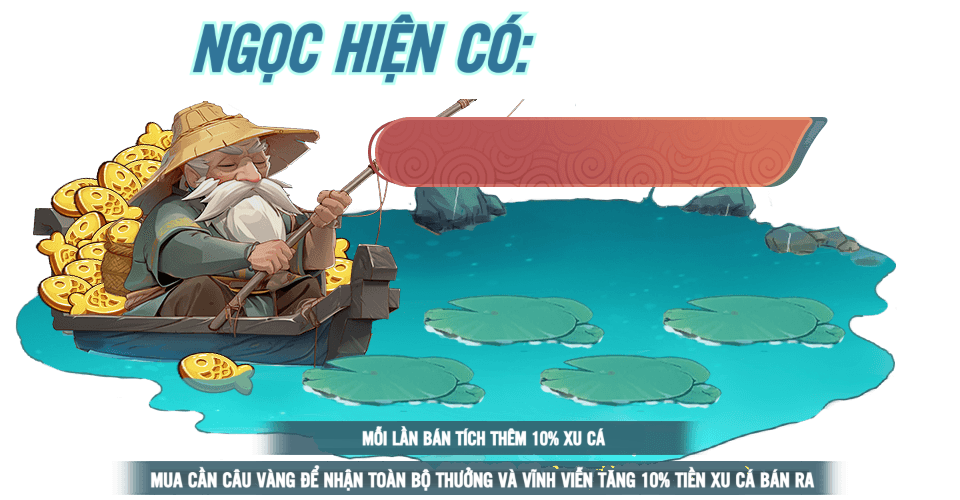 NGỌC HIỆN CÓ:
MỖI LẦN BÁN TÍCH THÊM 10% XU CÁ
MUA CẦN CÂU VÀNG ĐỂ NHẬN TOÀN BỘ THƯỞNG VÀ VĨNH VIỄN TĂNG 10% TIỀN XU CÁ BÁN RA